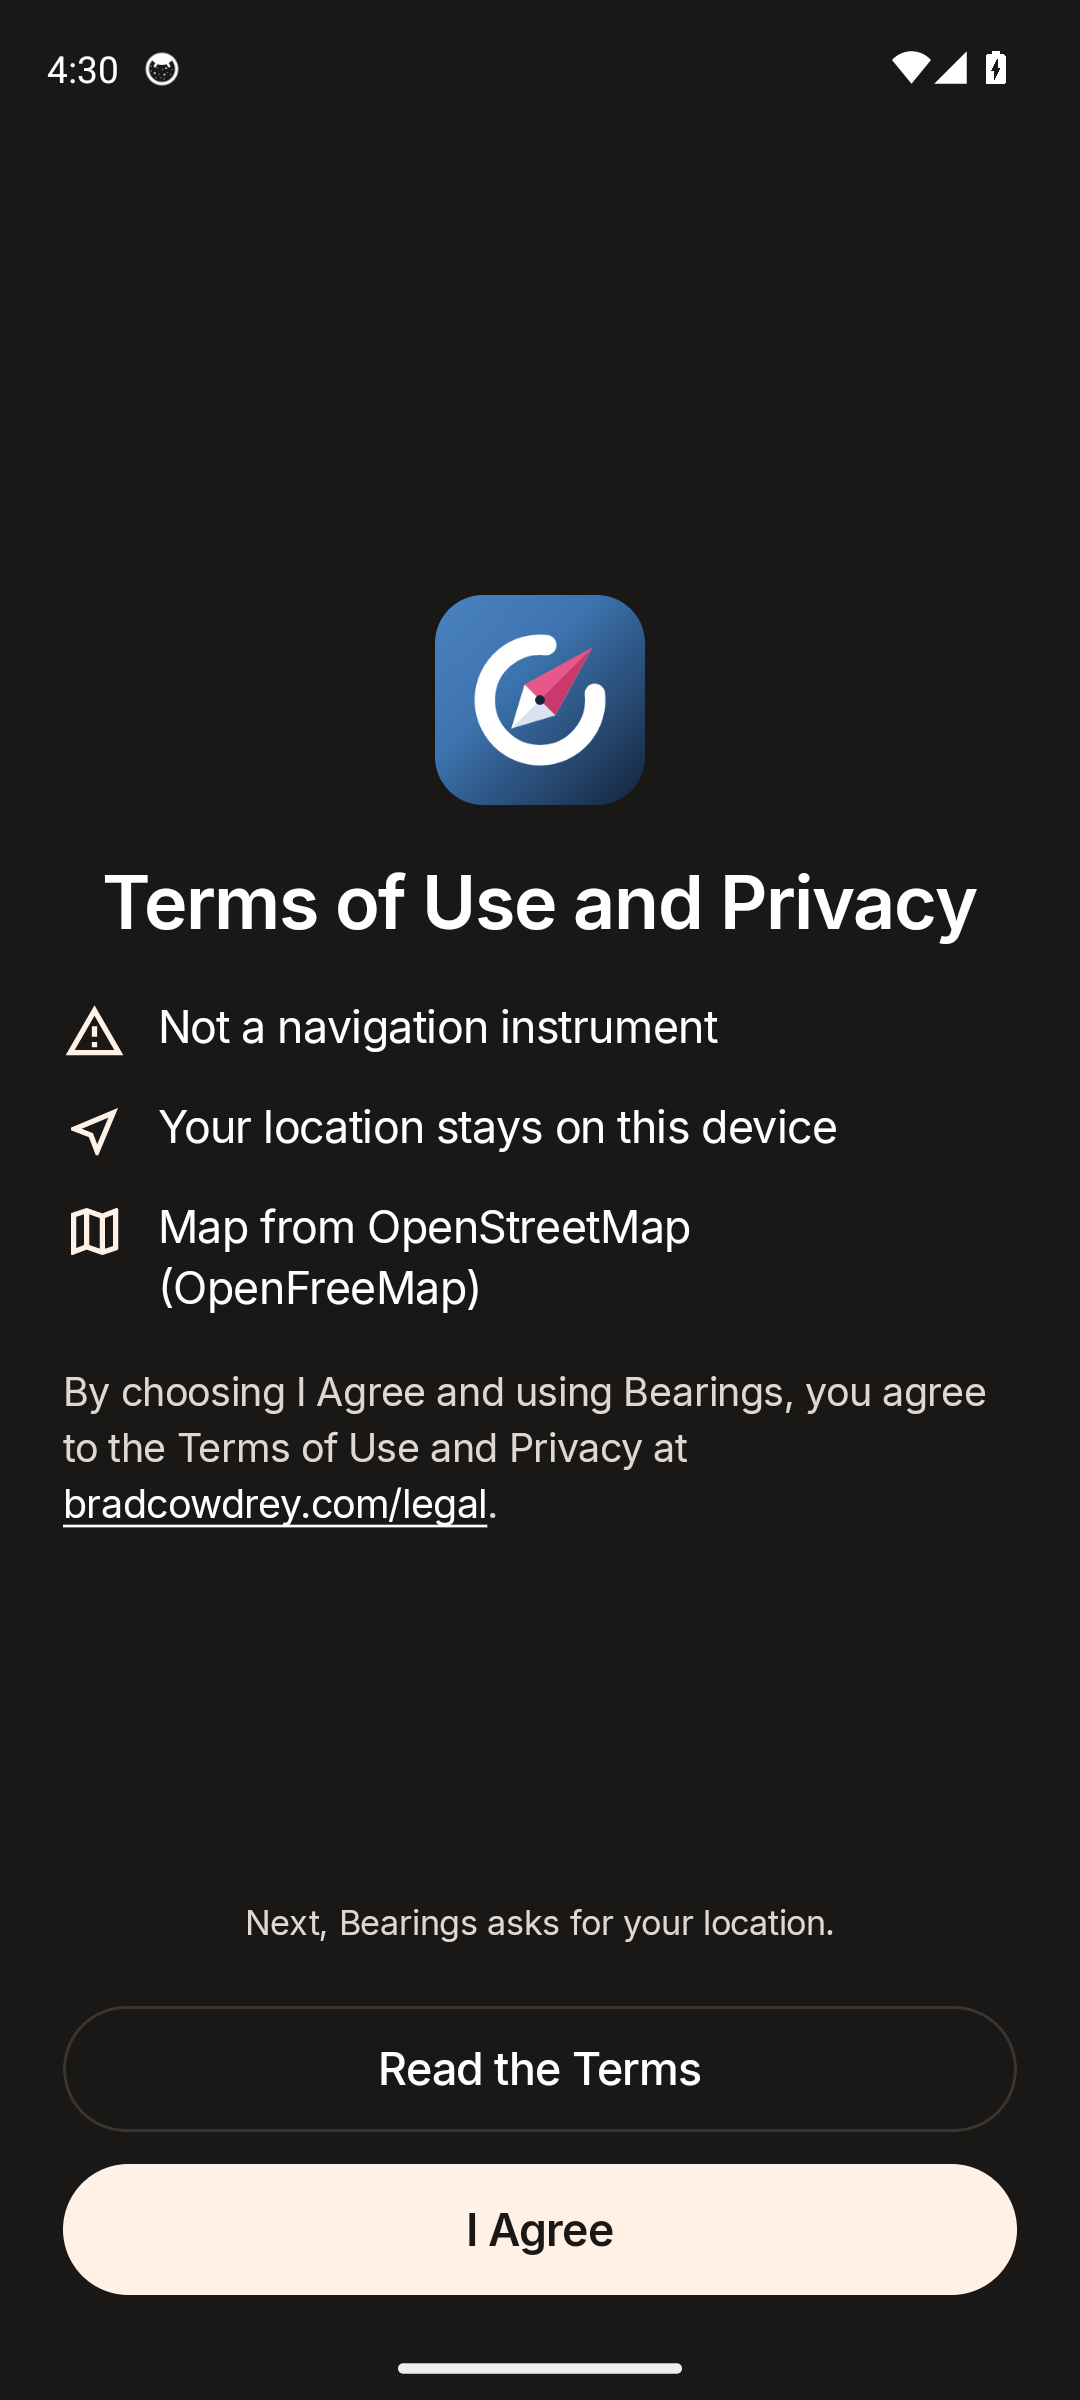 4:30
Terms of Use and Privacy
Not a navigation instrument
Your location stays on this device
Map from OpenStreetMap
(OpenFreeMap)
By choosing I Agree and using Bearings, you agree
to the Terms of Use and Privacy at
bradcowdrey.com/legal.
Next, Bearings asks for your location.
Read the Terms
I Agree